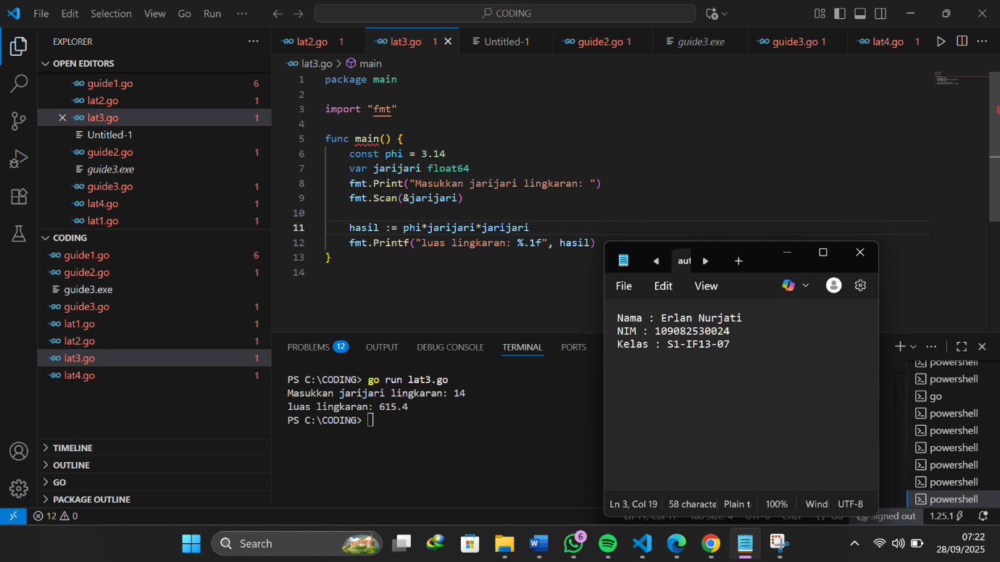 File Edit Selection View Go Run ··· CODING
EXPLORER ···
OPEN EDITORS
guide1.go 6
lat2.go 1
lat3.go 1
Untitled-1
guide2.go 1
guide3.exe
guide3.go 1
lat4.go 1
lat1.go 1
CODING
guide1.go 6
guide2.go 1
guide3.exe
guide3.go 1
lat1.go 1
lat2.go 1
lat3.go 1
lat4.go 1
TIMELINE
OUTLINE
GO
PACKAGE OUTLINE
lat2.go 1 lat3.go 1 Untitled-1 guide2.go 1 guide3.exe guide3.go 1 lat4.go 1
lat3.go > main
1 package main
2
3 import "fmt"
4
5 func main() {
6 const phi = 3.14
7 var jarijari float64
8 fmt.Print("Masukkan jarijari lingkaran: ")
9 fmt.Scan(&jarijari)
10
11 hasil := phi*jarijari*jarijari
12 fmt.Printf("luas lingkaran: %.1f", hasil)
13 }
14
PROBLEMS 12 OUTPUT DEBUG CONSOLE TERMINAL PORTS
PS C:\CODING> go run lat3.go
Masukkan jarijari lingkaran: 14
luas lingkaran: 615.4
PS C:\CODING>
powershell
powershell
go
powershell
powershell
powershell
powershell
powershell
powershell
aut
File Edit View
Nama : Erlan Nurjati
NIM : 109082530024
Kelas : S1-IF13-07
Ln 3, Col 19 58 characte Plain t 100% Wind UTF-8
12 0 Signed out 1.25.1
Search 6 07:22
28/09/2025